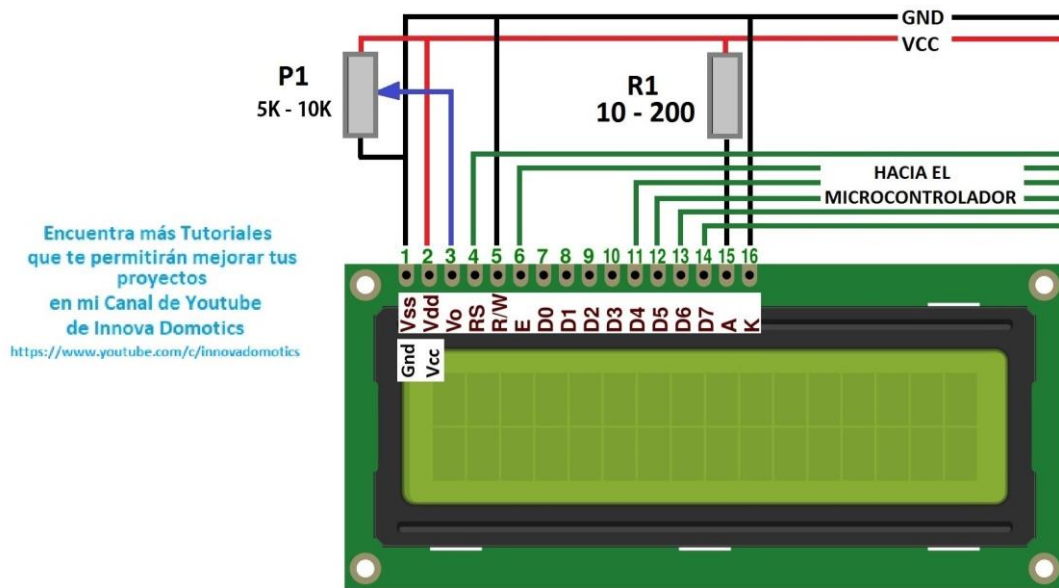 GND
VCC
P1
5K - 10K
R1
10 - 200
HACIA EL
MICROCONTROLADOR
Encuentra más Tutoriales
que te permitirán mejorar tus
proyectos
en mi Canal de Youtube
de Innova Domotics
https://www.youtube.com/c/innovadomotics
1 2 3 4 5 6 7 8 9 10 11 12 13 14 15 16
Vss Vdd Vo RS R/W E D0 D1 D2 D3 D4 D5 D6 D7 A K
Gnd Vcc